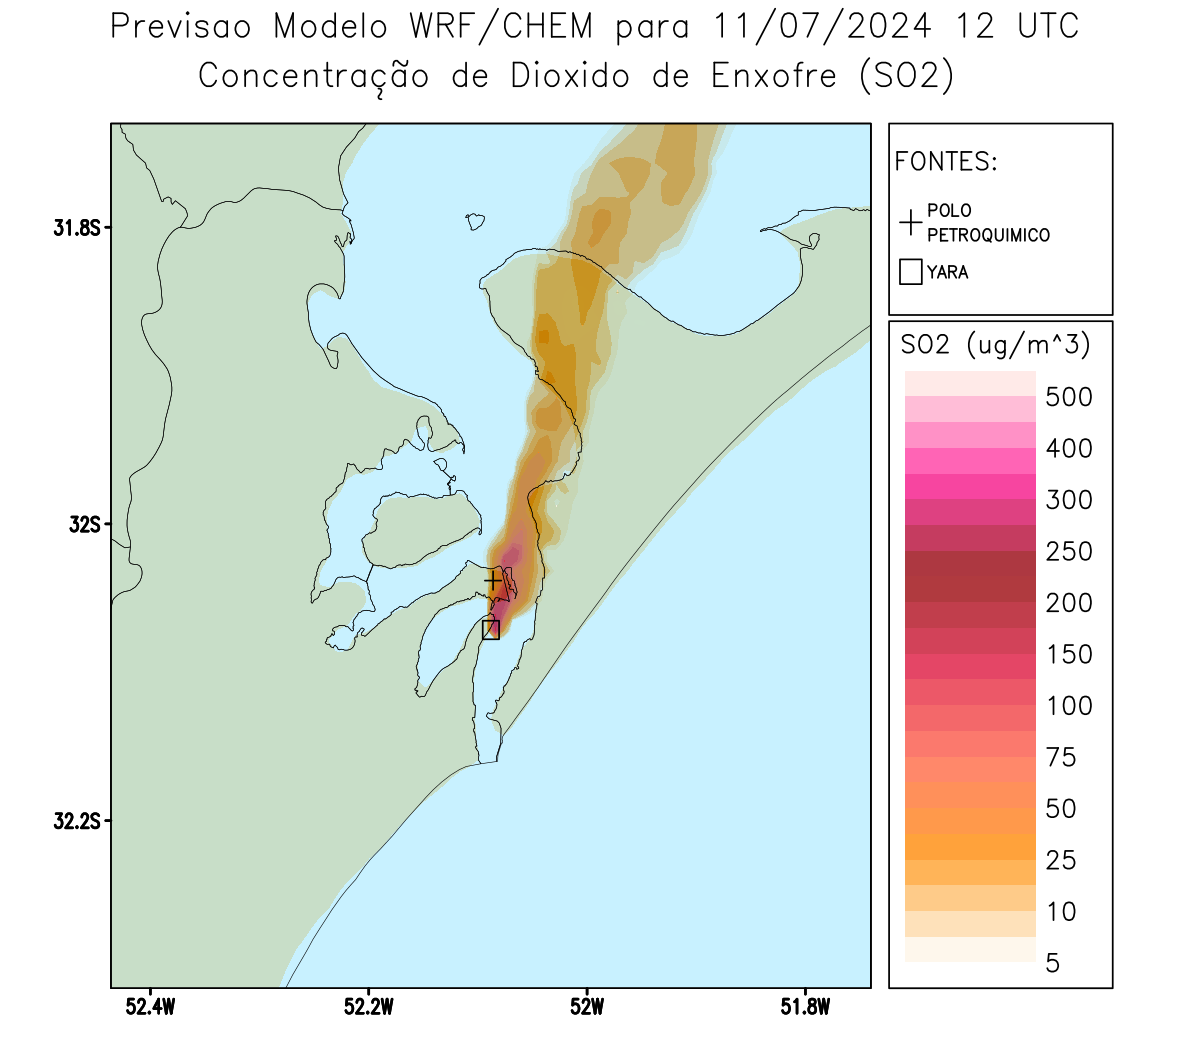 Previsao Modelo WRF/CHEM para 11/07/2024 12 UTC
Concentração de Dioxido de Enxofre (SO2)
FONTES:
POLO
PETROQUIMICO
YARA
SO2 (ug/m^3)
500
400
300
250
200
150
100
75
50
25
10
5
31.8S
32S
32.2S
52.4W
52.2W
52W
51.8W